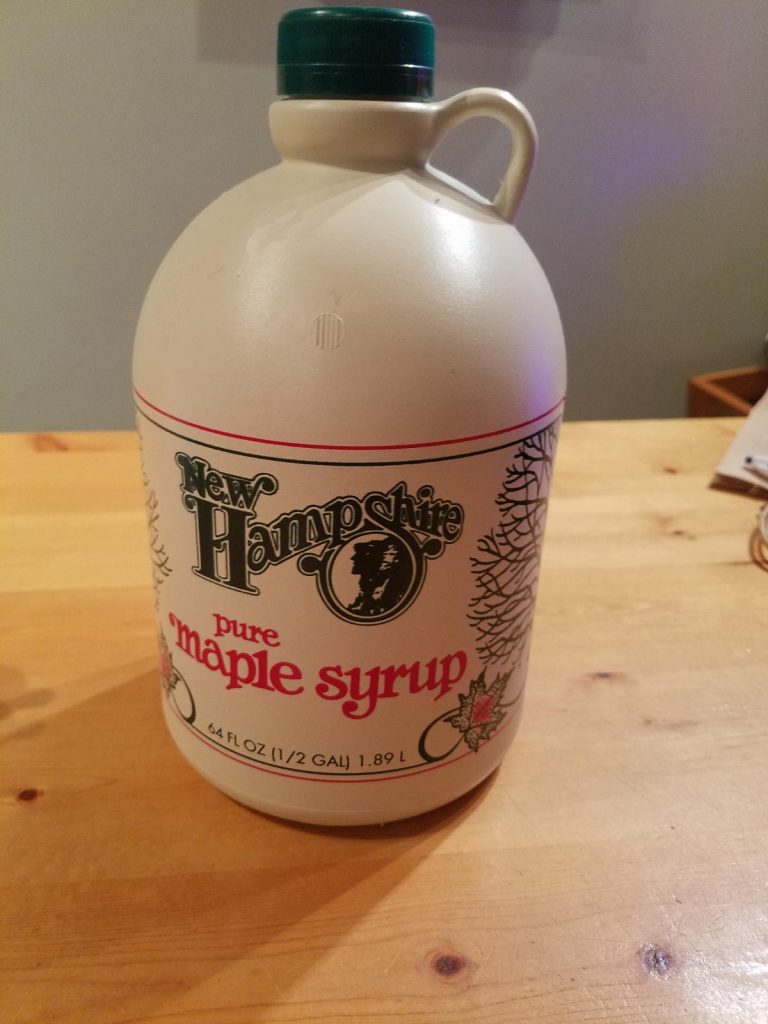 New
Hampshire
pure
maple syrup
64 FL OZ (1/2 GAL) 1.89 L